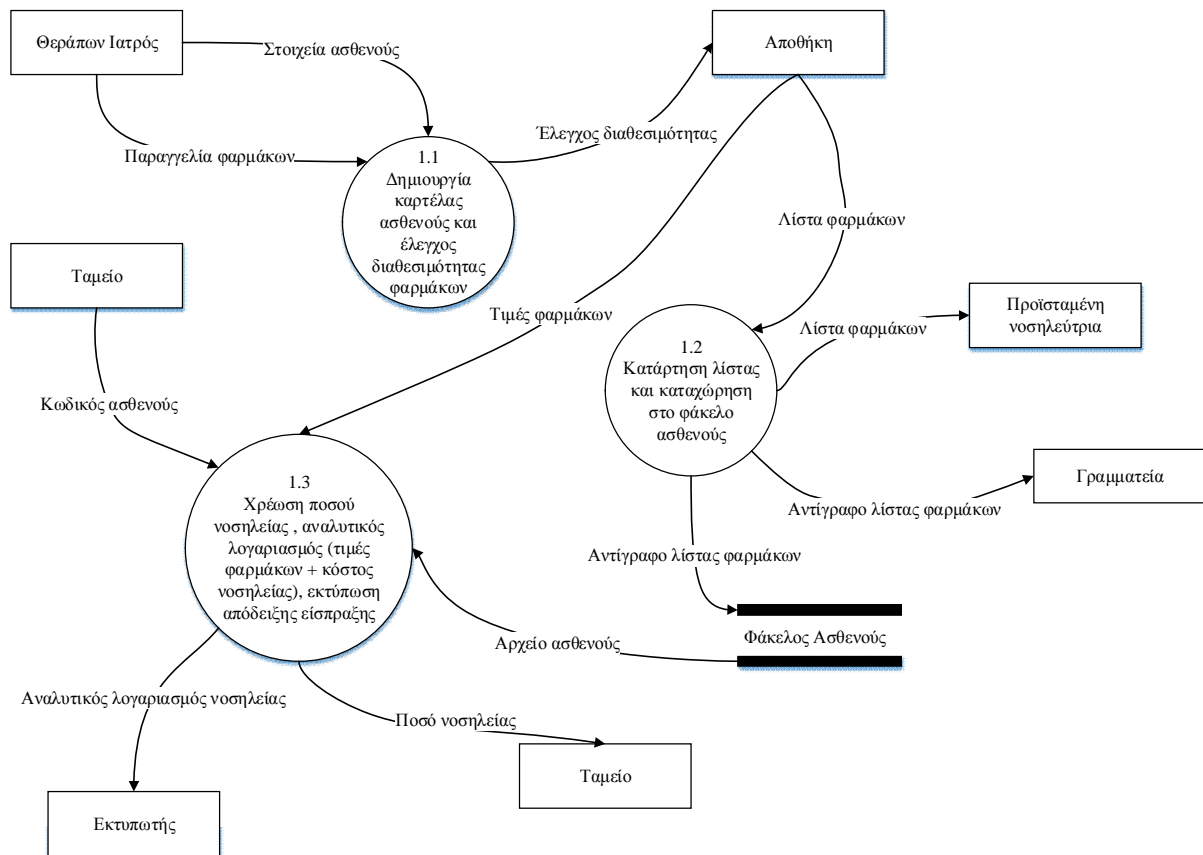 Θεράπων Ιατρός
Στοιχεία ασθενούς
Αποθήκη
Παραγγελία φαρμάκων
Έλεγχος διαθεσιμότητας
1.1
Δημιουργία
καρτέλας
ασθενούς και
έλεγχος
διαθεσιμότητας
φαρμάκων
Λίστα φαρμάκων
Ταμείο
Τιμές φαρμάκων
Λίστα φαρμάκων
Προϊσταμένη
νοσηλεύτρια
1.2
Κατάρτηση λίστας
και καταχώρηση
στο φάκελο
ασθενούς
Κωδικός ασθενούς
Γραμματεία
Αντίγραφο λίστας φαρμάκων
1.3
Χρέωση ποσού
νοσηλείας , αναλυτικός
λογαριασμός (τιμές
φαρμάκων + κόστος
νοσηλείας), εκτύπωση
απόδειξης είσπραξης
Αντίγραφο λίστας φαρμάκων
Φάκελος Ασθενούς
Αρχείο ασθενούς
Αναλυτικός λογαριασμός νοσηλείας
Ποσό νοσηλείας
Ταμείο
Εκτυπωτής